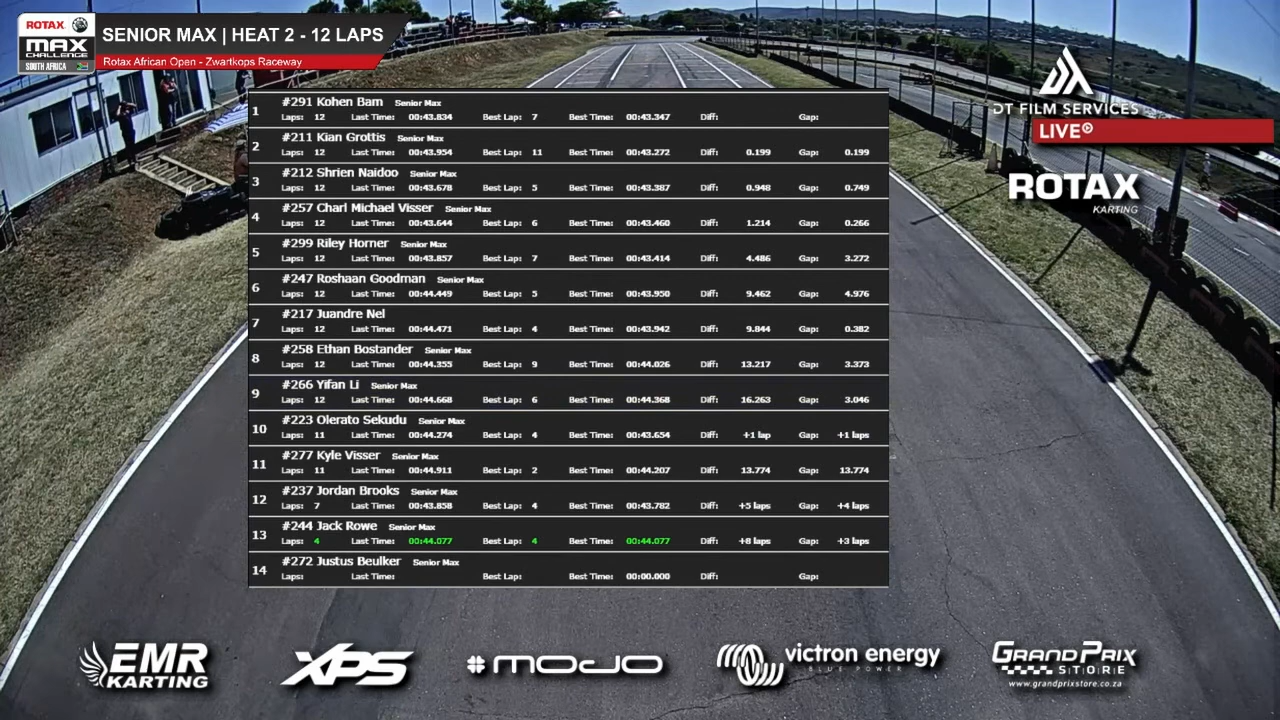 ROTAX
MAX
CHALLENGE
SOUTH AFRICA
SENIOR MAX | HEAT 2 - 12 LAPS
Rotax African Open - Zwartkops Raceway
DT FILM SERVICES
LIVE
ROTAX
KARTING
1 #291 Kohen Bam Senior Max
Laps: 12 Last Time: 00:43.834 Best Lap: 7 Best Time: 00:43.347 Diff: Gap:
2 #211 Kian Grottis Senior Max
Laps: 12 Last Time: 00:43.954 Best Lap: 11 Best Time: 00:43.272 Diff: 0.199 Gap: 0.199
3 #212 Shrien Naidoo Senior Max
Laps: 12 Last Time: 00:43.678 Best Lap: 5 Best Time: 00:43.387 Diff: 0.948 Gap: 0.749
4 #257 Charl Michael Visser Senior Max
Laps: 12 Last Time: 00:43.644 Best Lap: 6 Best Time: 00:43.460 Diff: 1.214 Gap: 0.266
5 #299 Riley Horner Senior Max
Laps: 12 Last Time: 00:43.857 Best Lap: 7 Best Time: 00:43.414 Diff: 4.486 Gap: 3.272
6 #247 Roshaan Goodman Senior Max
Laps: 12 Last Time: 00:44.449 Best Lap: 5 Best Time: 00:43.950 Diff: 9.462 Gap: 4.976
7 #217 Juandre Nel
Laps: 12 Last Time: 00:44.471 Best Lap: 4 Best Time: 00:43.942 Diff: 9.844 Gap: 0.382
8 #258 Ethan Bostander Senior Max
Laps: 12 Last Time: 00:44.355 Best Lap: 9 Best Time: 00:44.026 Diff: 13.217 Gap: 3.373
9 #266 Yifan Li Senior Max
Laps: 12 Last Time: 00:44.668 Best Lap: 6 Best Time: 00:44.368 Diff: 16.263 Gap: 3.046
10 #223 Olerato Sekudu Senior Max
Laps: 11 Last Time: 00:44.274 Best Lap: 4 Best Time: 00:43.654 Diff: +1 lap Gap: +1 laps
11 #277 Kyle Visser Senior Max
Laps: 11 Last Time: 00:44.911 Best Lap: 2 Best Time: 00:44.207 Diff: 13.774 Gap: 13.774
12 #237 Jordan Brooks Senior Max
Laps: 7 Last Time: 00:43.858 Best Lap: 4 Best Time: 00:43.782 Diff: +5 laps Gap: +4 laps
13 #244 Jack Rowe Senior Max
Laps: 4 Last Time: 00:44.077 Best Lap: 4 Best Time: 00:44.077 Diff: +8 laps Gap: +3 laps
14 #272 Justus Beulker Senior Max
Laps: Last Time: Best Lap: Best Time: 00:00.000 Diff: Gap:
EMR
KARTING
XPS
MOJO
victron energy
BLUE POWER
GRAND PRIX
STORE
www.grandprixstore.co.za